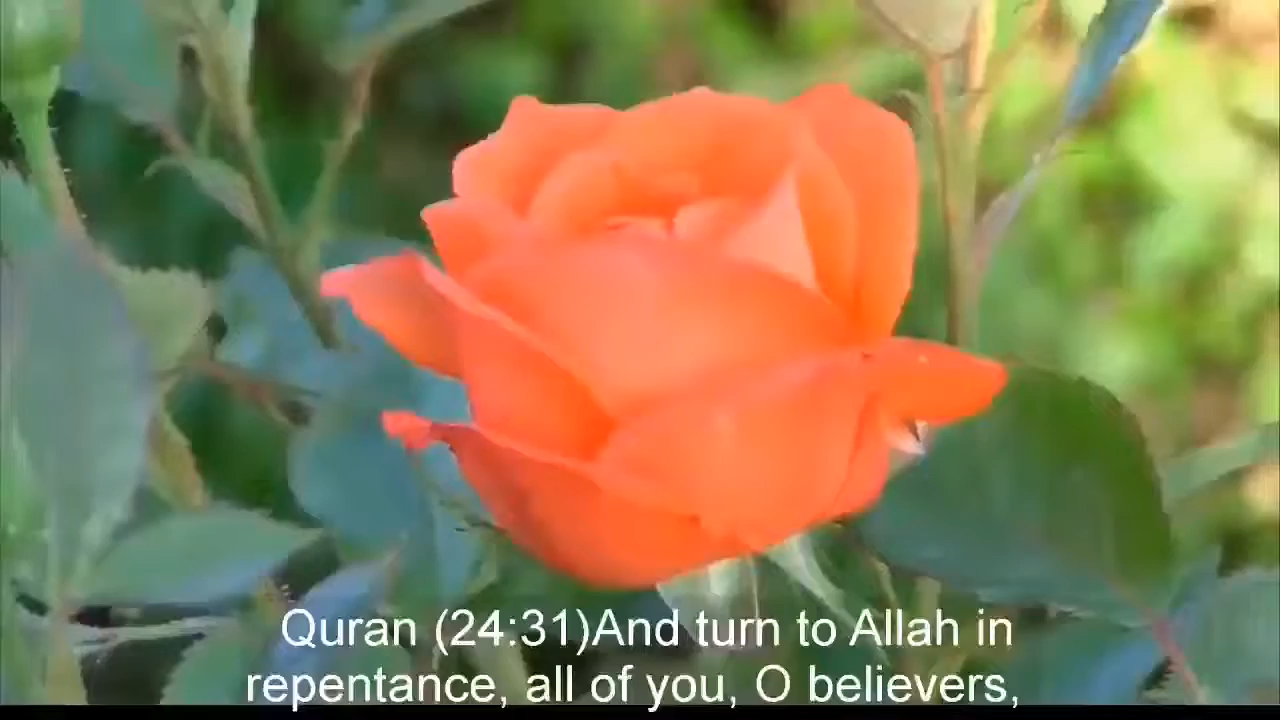 Quran (24:31)And turn to Allah in
repentance, all of you, O believers,